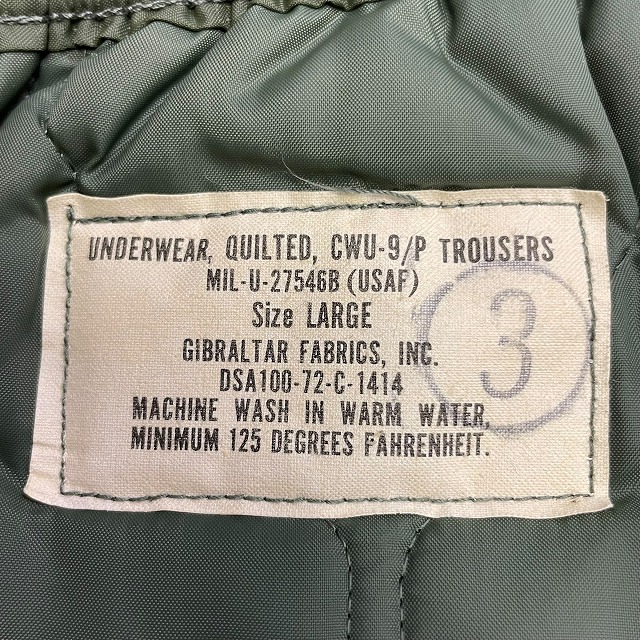 UNDERWEAR, QUILTED, CWU-9/P TROUSERS
MIL-U-27546B (USAF)
Size LARGE
GIBRALTAR FABRICS, INC.
DSA100-72-C-1414
MACHINE WASH IN WARM WATER,
MINIMUM 125 DEGREES FAHRENHEIT.
3